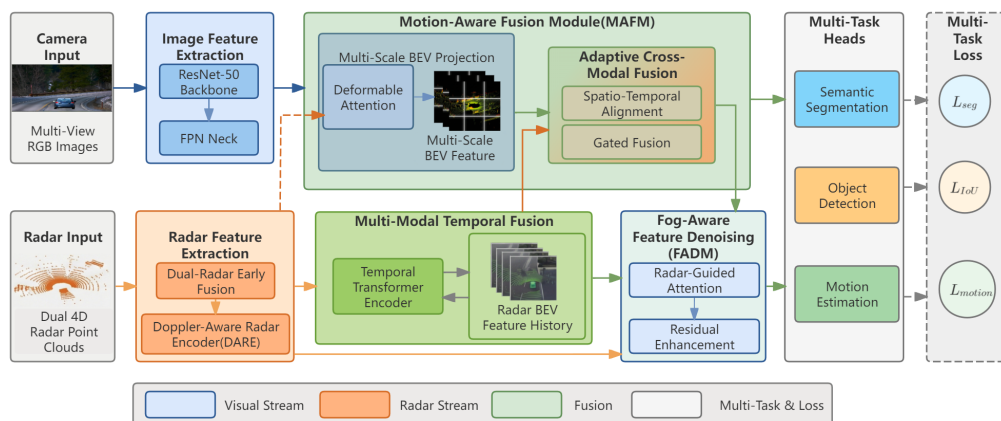 Camera
Input
Multi-View
RGB Images
Image Feature
Extraction
ResNet-50
Backbone
FPN Neck
Motion-Aware Fusion Module(MAFM)
Multi-Scale BEV Projection
Deformable
Attention
Multi-Scale
BEV Feature
Adaptive Cross-
Modal Fusion
Spatio-Temporal
Alignment
Gated Fusion
Multi-Task
Heads
Semantic
Segmentation
Object
Detection
Motion
Estimation
Multi-
Task
Loss
L_seg
L_IoU
L_motion
Radar Input
Dual 4D
Radar Point
Clouds
Radar Feature
Extraction
Dual-Radar Early
Fusion
Doppler-Aware Radar
Encoder(DARE)
Multi-Modal Temporal Fusion
Temporal
Transformer
Encoder
Radar BEV
Feature History
Fog-Aware
Feature Denoising
(FADM)
Radar-Guided
Attention
Residual
Enhancement
Visual Stream
Radar Stream
Fusion
Multi-Task & Loss